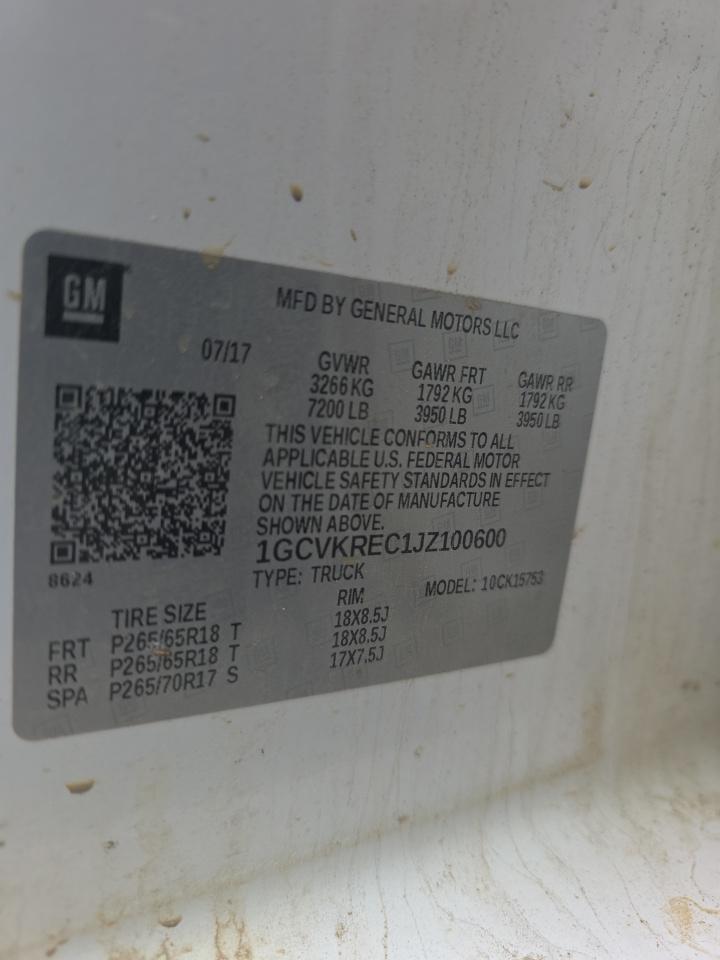 GM
MFD BY GENERAL MOTORS LLC
07/17
GVWR GAWR FRT GAWR RR
3266 KG 1792 KG 1792 KG
7200 LB 3950 LB 3950 LB
THIS VEHICLE CONFORMS TO ALL
APPLICABLE U.S. FEDERAL MOTOR
VEHICLE SAFETY STANDARDS IN EFFECT
ON THE DATE OF MANUFACTURE
SHOWN ABOVE.
1GCVKREC1JZ100600
8624
TYPE: TRUCK MODEL: 10CK15753
TIRE SIZE RIM
FRT P265/65R18 T 18X8.5J
RR P265/65R18 T 18X8.5J
SPA P265/70R17 S 17X7.5J